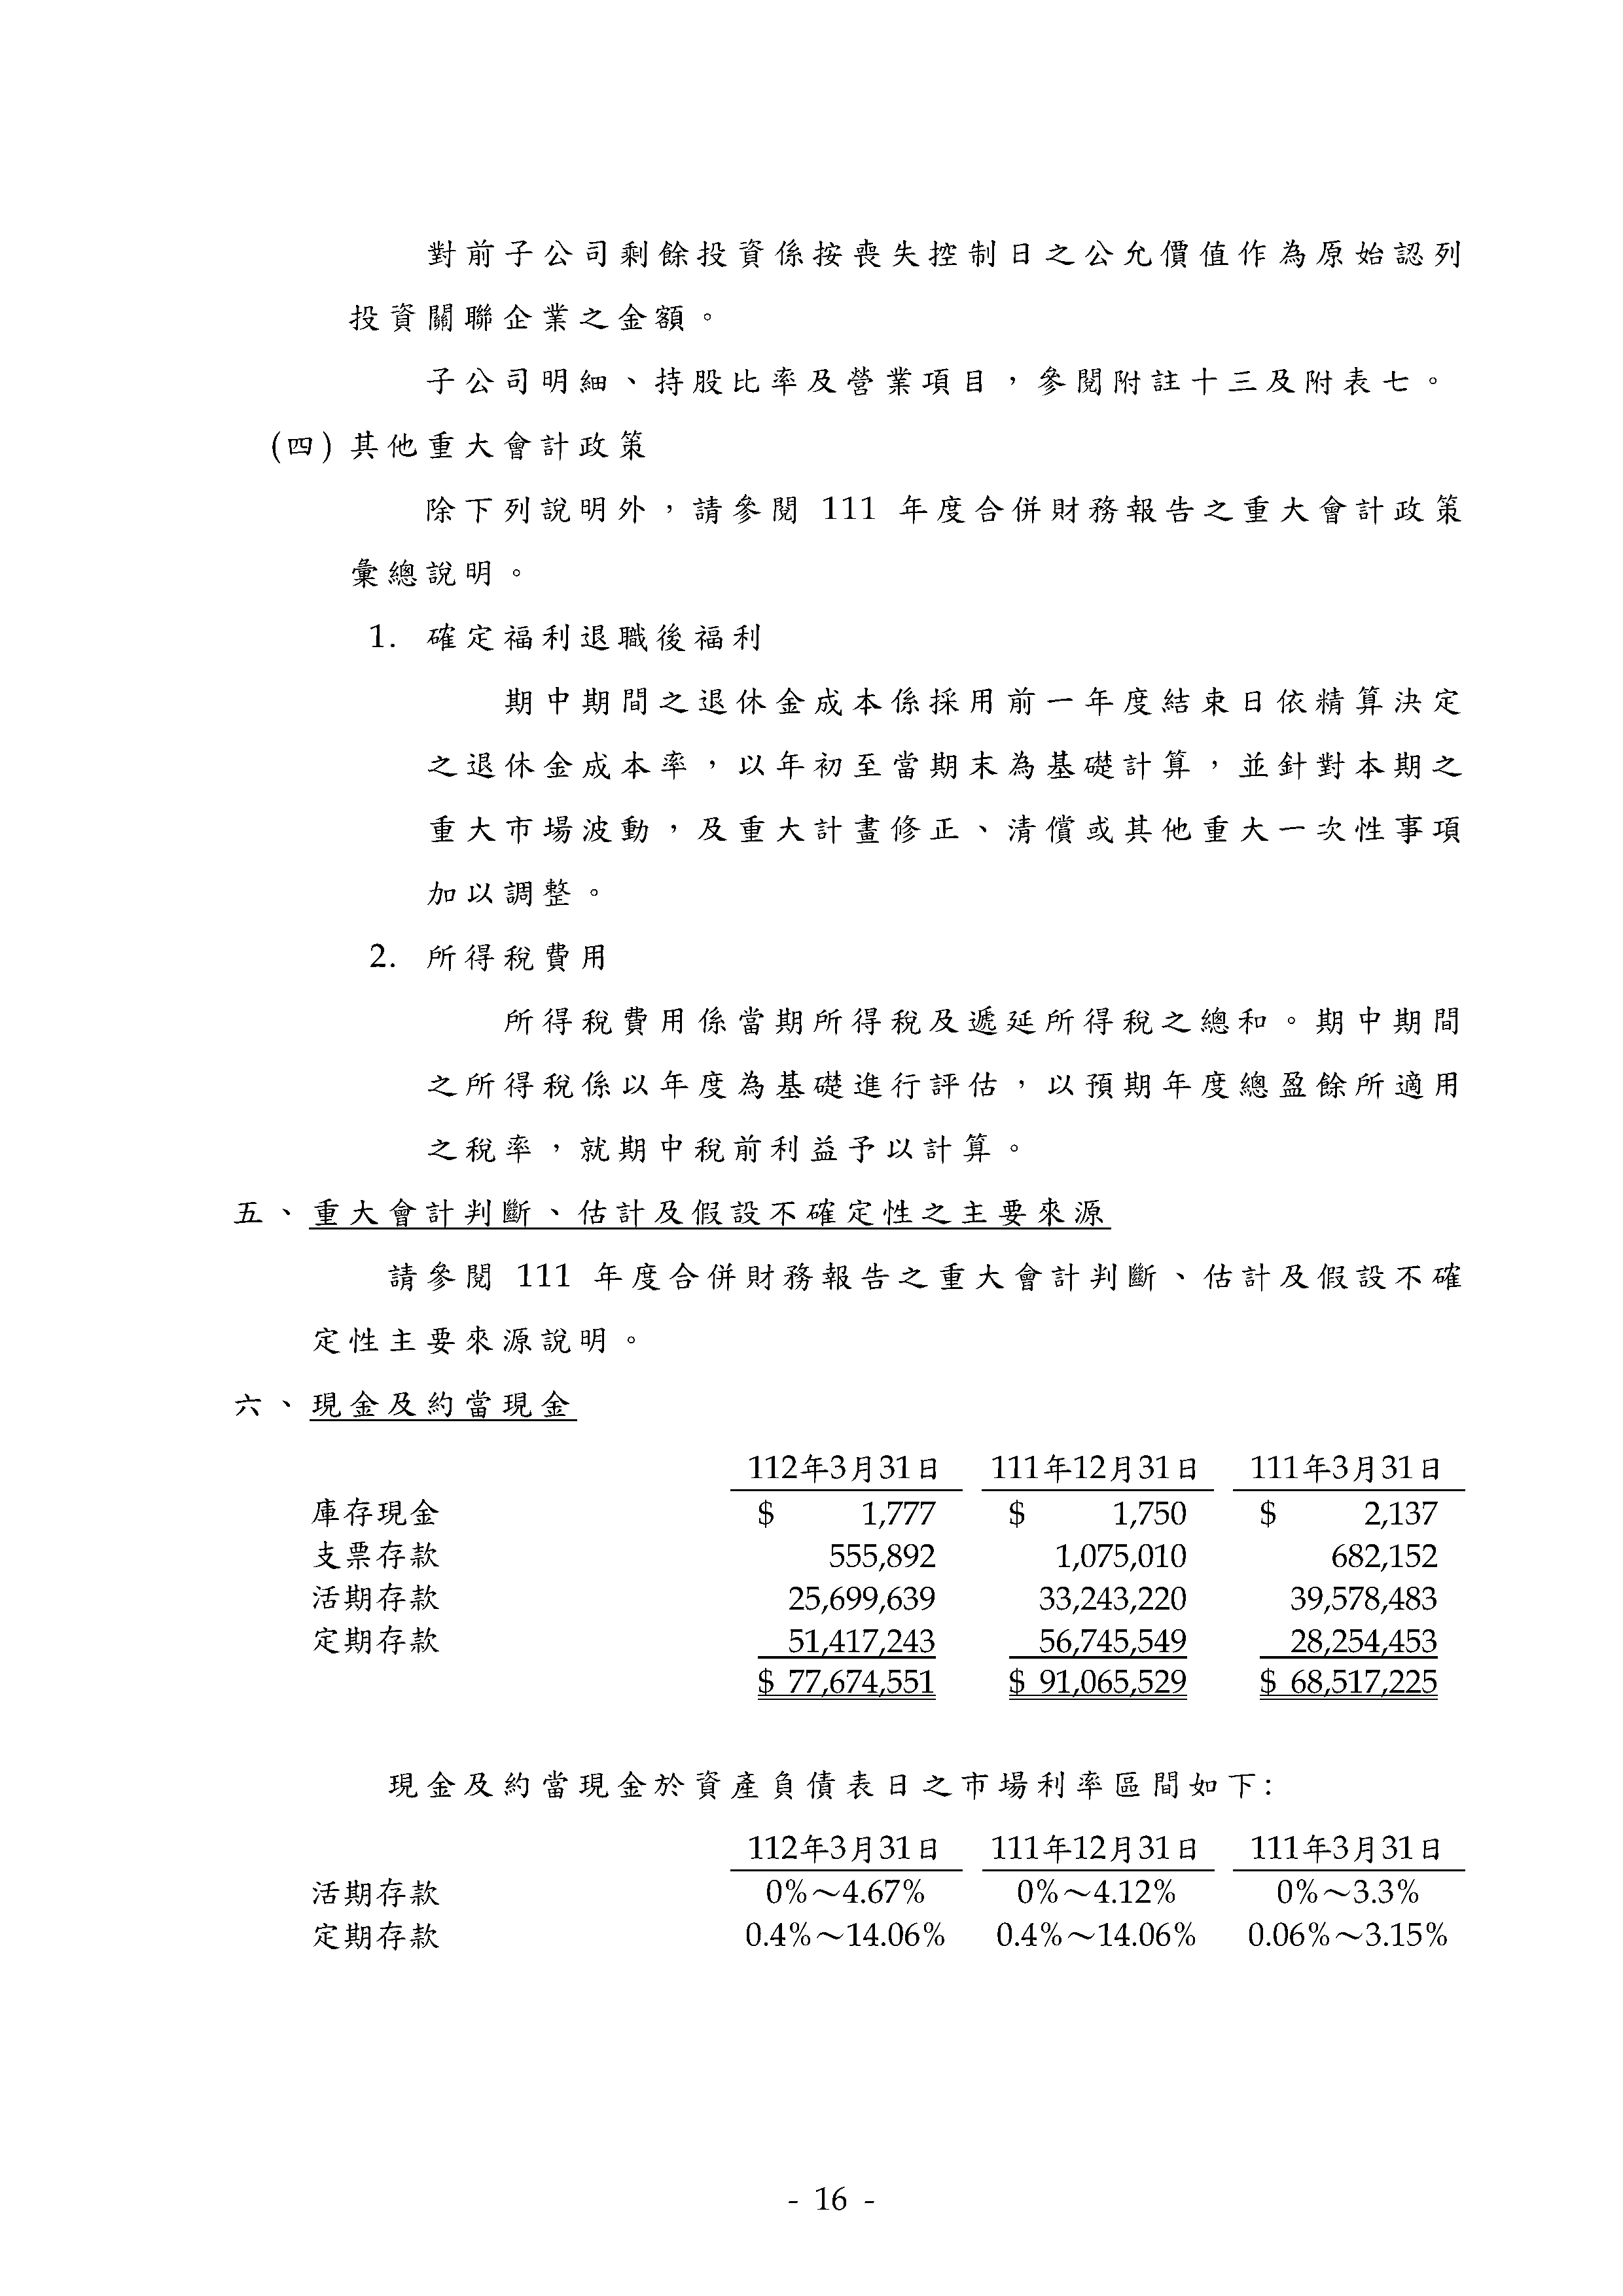 對前子公司剩餘投資係按喪失控制日之公允價值作為原始認列
投資關聯企業之金額。
子公司明細、持股比率及營業項目，參閱附註十三及附表七。
(四) 其他重大會計政策
除下列說明外，請參閱 111 年度合併財務報告之重大會計政策
彙總說明。
1. 確定福利退職後福利
期中期間之退休金成本係採用前一年度結束日依精算決定
之退休金成本率，以年初至當期末為基礎計算，並針對本期之
重大市場波動，及重大計畫修正、清償或其他重大一次性事項
加以調整。
2. 所得稅費用
所得稅費用係當期所得稅及遞延所得稅之總和。期中期間
之所得稅係以年度為基礎進行評估，以預期年度總盈餘所適用
之稅率，就期中稅前利益予以計算。
五、重大會計判斷、估計及假設不確定性之主要來源
請參閱 111 年度合併財務報告之重大會計判斷、估計及假設不確
定性主要來源說明。
六、現金及約當現金
112年3月31日 111年12月31日 111年3月31日
庫存現金 $ 1,777 $ 1,750 $ 2,137
支票存款 555,892 1,075,010 682,152
活期存款 25,699,639 33,243,220 39,578,483
定期存款 51,417,243 56,745,549 28,254,453
$ 77,674,551 $ 91,065,529 $ 68,517,225
現金及約當現金於資產負債表日之市場利率區間如下:
112年3月31日 111年12月31日 111年3月31日
活期存款 0%～4.67% 0%～4.12% 0%～3.3%
定期存款 0.4%～14.06% 0.4%～14.06% 0.06%～3.15%
- 16 -